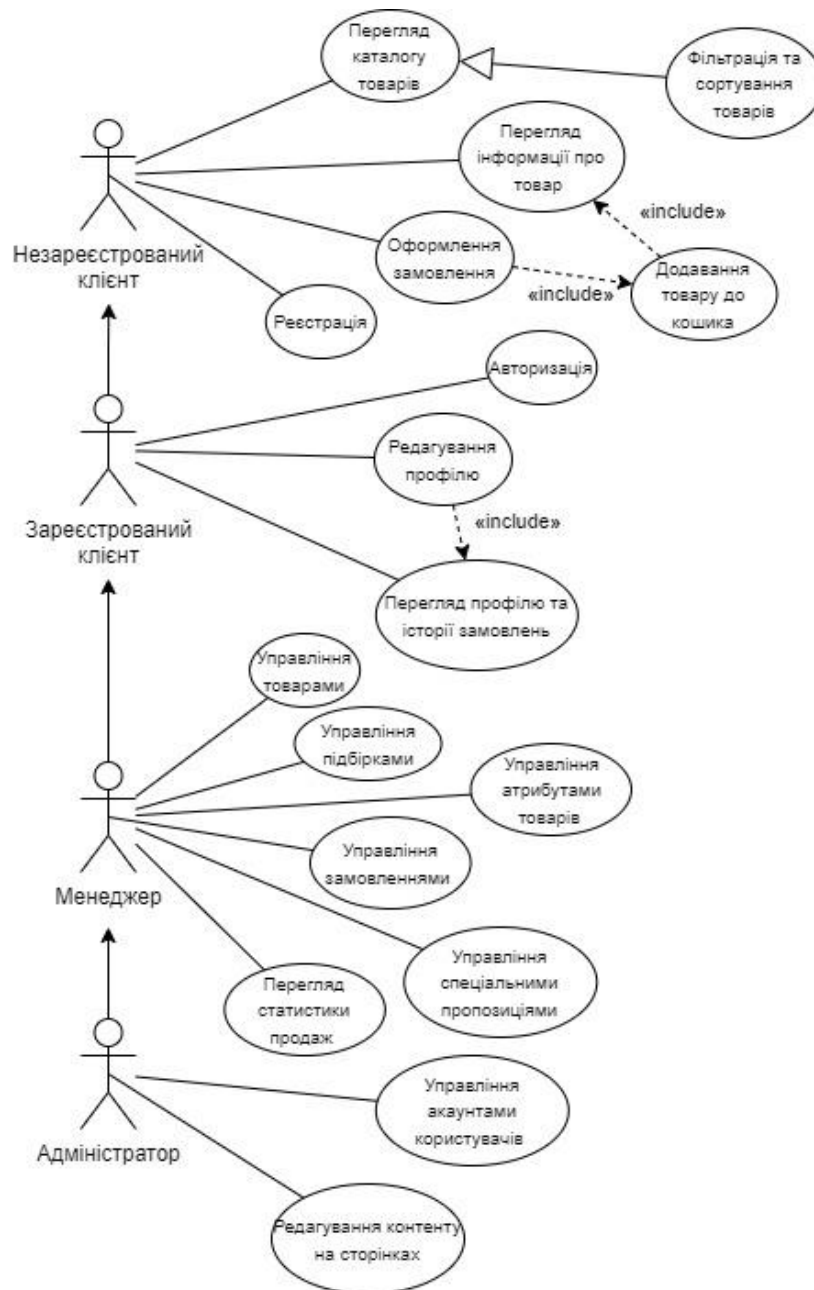 Перегляд
каталогу
товарів
Фільтрація та
сортування
товарів
Перегляд
інформації про
товар
«include»
Незареєстрований
клієнт
Оформлення
замовлення
«include»
Додавання
товару до
кошика
Реєстрація
Авторизація
Редагування
профілю
«include»
Зареєстрований
клієнт
Перегляд профілю та
історії замовлень
Управління
товарами
Управління
підбірками
Управління
атрибутами
товарів
Управління
замовленнями
Менеджер
Управління
спеціальними
пропозиціями
Перегляд
статистики
продаж
Управління
акаунтами
користувачів
Адміністратор
Редагування контенту
на сторінках